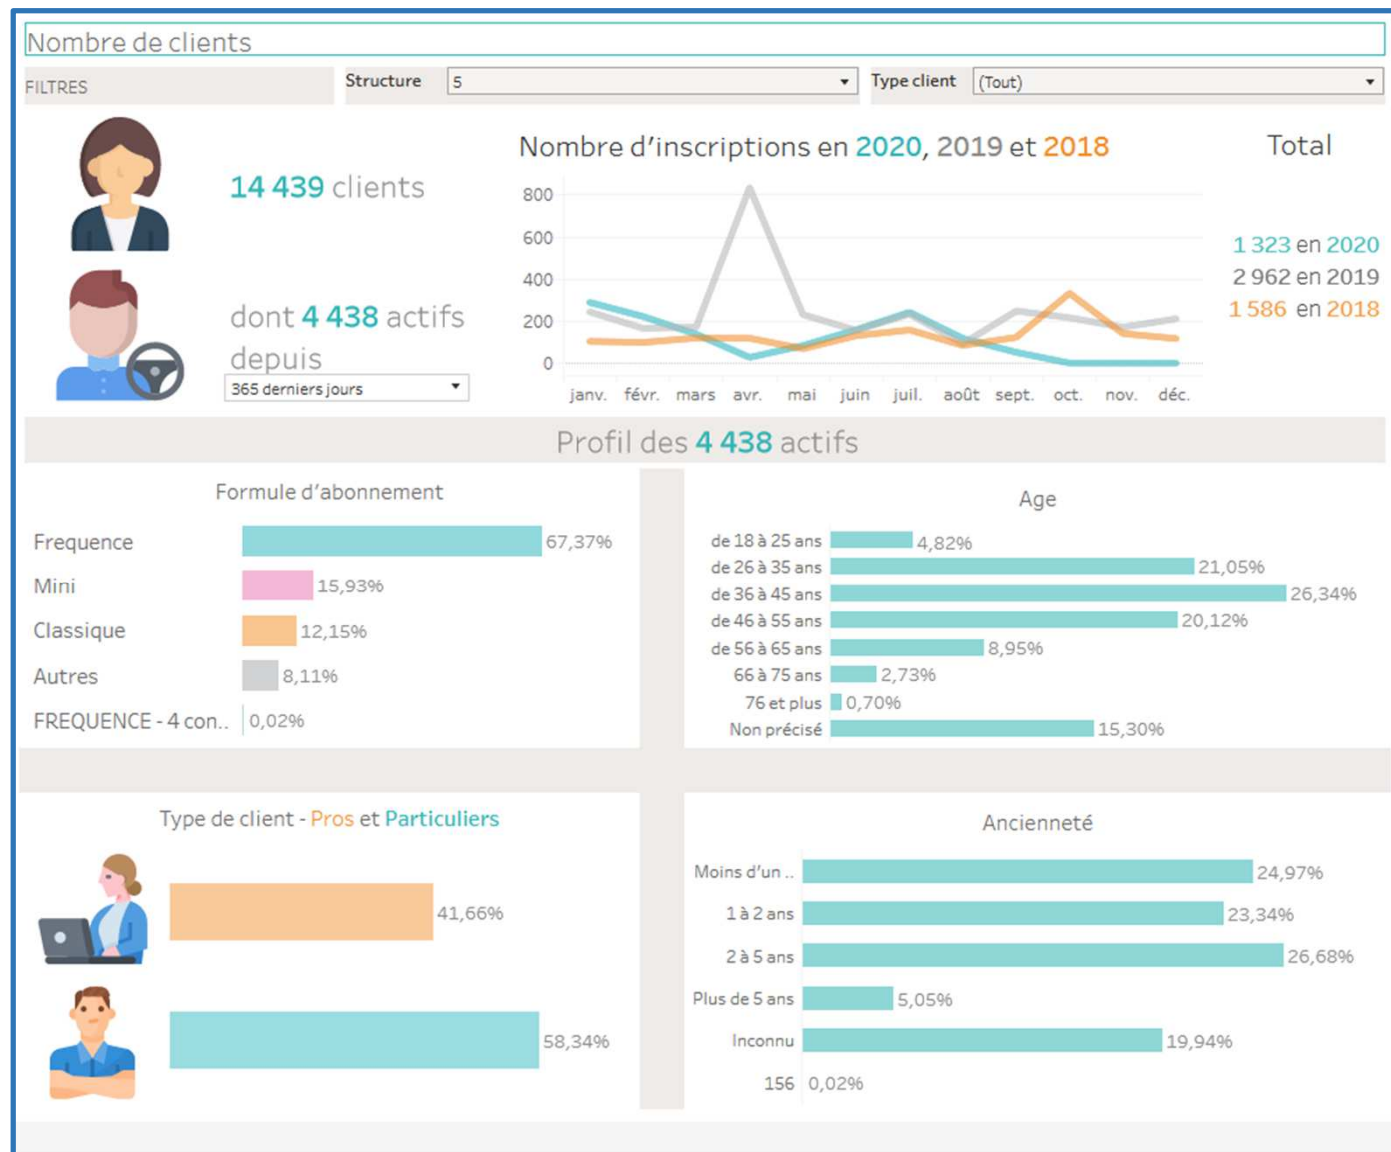 Nombre de clients
FILTRES
Structure 5
Type client (Tout)
14 439 clients
dont 4 438 actifs
depuis
365 derniers jours
Nombre d'inscriptions en 2020, 2019 et 2018
800
600
400
200
0
janv. févr. mars avr. mai juin juil. août sept. oct. nov. déc.
Total
1 323 en 2020
2 962 en 2019
1 586 en 2018
Profil des 4 438 actifs
Formule d'abonnement
Frequence 67,37%
Mini 15,93%
Classique 12,15%
Autres 8,11%
FREQUENCE - 4 con.. 0,02%
Age
de 18 à 25 ans 4,82%
de 26 à 35 ans 21,05%
de 36 à 45 ans 26,34%
de 46 à 55 ans 20,12%
de 56 à 65 ans 8,95%
66 à 75 ans 2,73%
76 et plus 0,70%
Non précisé 15,30%
Type de client - Pros et Particuliers
41,66%
58,34%
Ancienneté
Moins d'un .. 24,97%
1 à 2 ans 23,34%
2 à 5 ans 26,68%
Plus de 5 ans 5,05%
Inconnu 19,94%
156 0,02%